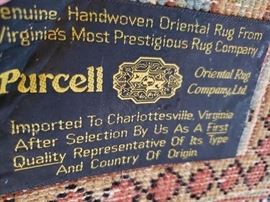 enuine, Handwoven Oriental Rug From
Virginia's Most Prestigious Rug Company
Purcell
Oriental Rug
Company, Ltd.
Imported To Charlottesville, Virginia
After Selection By Us As A First
Quality Representative Of Its Type
And Country Of Origin